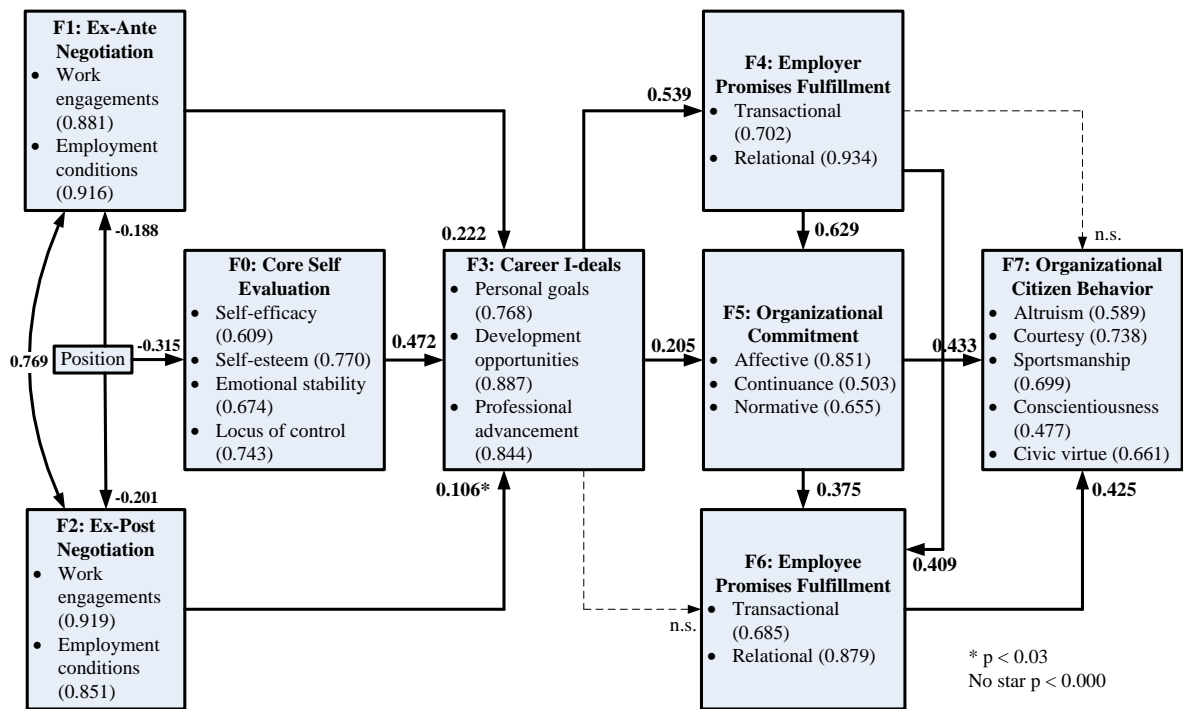 F1: Ex-Ante
Negotiation
• Work
engagements
(0.881)
• Employment
conditions
(0.916)
F4: Employer
Promises Fulfillment
• Transactional
(0.702)
• Relational (0.934)
0.539
-0.188
0.222
0.629
n.s.
0.769
Position
-0.315
F0: Core Self
Evaluation
• Self-efficacy
(0.609)
• Self-esteem (0.770)
• Emotional stability
(0.674)
• Locus of control
(0.743)
0.472
F3: Career I-deals
• Personal goals
(0.768)
• Development
opportunities
(0.887)
• Professional
advancement
(0.844)
0.205
F5: Organizational
Commitment
• Affective (0.851)
• Continuance (0.503)
• Normative (0.655)
0.433
F7: Organizational
Citizen Behavior
• Altruism (0.589)
• Courtesy (0.738)
• Sportsmanship
(0.699)
• Conscientiousness
(0.477)
• Civic virtue (0.661)
-0.201
0.106*
0.375
0.425
F2: Ex-Post
Negotiation
• Work
engagements
(0.919)
• Employment
conditions
(0.851)
n.s.
F6: Employee
Promises Fulfillment
• Transactional
(0.685)
• Relational (0.879)
0.409
* p < 0.03
No star p < 0.000